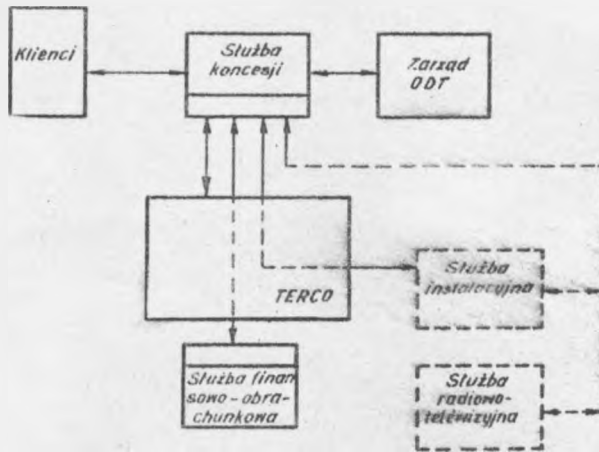 Klienci
Służba
koncesji
Zarząd
ODT
TERCO
Służba
instalacyjna
Służba finan
sowo-obra-
chunkowa
Służba
radiowo-
telewizyjna